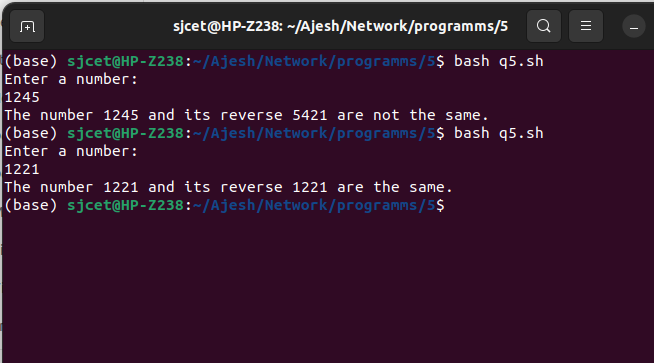 sjcet@HP-Z238: ~/Ajesh/Network/programms/5
(base) sjcet@HP-Z238:~/Ajesh/Network/programms/5$ bash q5.sh
Enter a number:
1245
The number 1245 and its reverse 5421 are not the same.
(base) sjcet@HP-Z238:~/Ajesh/Network/programms/5$ bash q5.sh
Enter a number:
1221
The number 1221 and its reverse 1221 are the same.
(base) sjcet@HP-Z238:~/Ajesh/Network/programms/5$